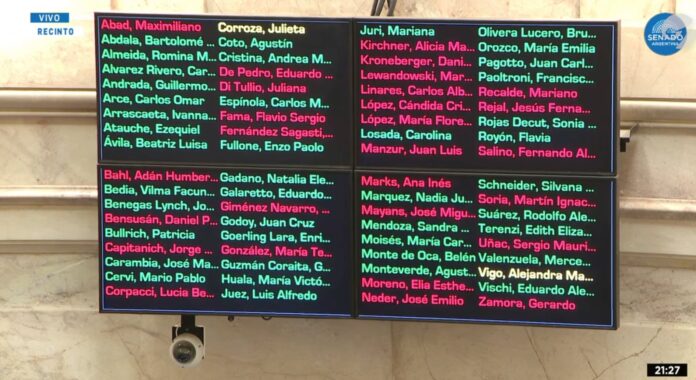 VIVO
RECINTO
SENADO
ARGENTINA
Abad, Maximiliano
Abdala, Bartolomé ...
Almeida, Romina M...
Alvarez Rivero, Car...
Andrada, Guillermo...
Arce, Carlos Omar
Arrascaeta, Ivanna...
Atauche, Ezequiel
Ávila, Beatriz Luisa
Corroza, Julieta
Coto, Agustín
Cristina, Andrea M...
De Pedro, Eduardo ...
Di Tullio, Juliana
Espínola, Carlos M...
Fama, Flavio Sergio
Fernández Sagasti,...
Fullone, Enzo Paolo
Juri, Mariana
Kirchner, Alicia Ma...
Kroneberger, Dani...
Lewandowski, Mar...
Linares, Carlos Alb...
López, Cándida Cri...
López, María Flore...
Losada, Carolina
Manzur, Juan Luis
Olivera Lucero, Bru...
Orozco, María Emilia
Pagotto, Juan Carl...
Paoltroni, Francisc...
Recalde, Mariano
Rejal, Jesús Ferna...
Rojas Decut, Sonia ...
Royón, Flavia
Salino, Fernando Al...
Bahl, Adán Humber...
Bedia, Vilma Facun...
Benegas Lynch, Jo...
Bensusán, Daniel P...
Bullrich, Patricia
Capitanich, Jorge ...
Carambia, José Ma...
Cervi, Mario Pablo
Corpacci, Lucia Be...
Gadano, Natalia Ele...
Galaretto, Eduardo...
Giménez Navarro, ...
Godoy, Juan Cruz
Goerling Lara, Enri...
González, María Te...
Guzmán Coraita, G...
Huala, María Victó...
Juez, Luis Alfredo
Marks, Ana Inés
Marquez, Nadia Ju...
Mayans, José Migu...
Mendoza, Sandra ...
Moisés, María Car...
Monte de Oca, Belén
Monteverde, Agust...
Moreno, Elia Esthe...
Neder, José Emilio
Schneider, Silvana ...
Soria, Martín Ignac...
Suárez, Rodolfo Ale...
Terenzi, Edith Eliza...
Uñac, Sergio Mauri...
Valenzuela, Merce...
Vigo, Alejandra Ma...
Vischi, Eduardo Ale...
Zamora, Gerardo
21:27